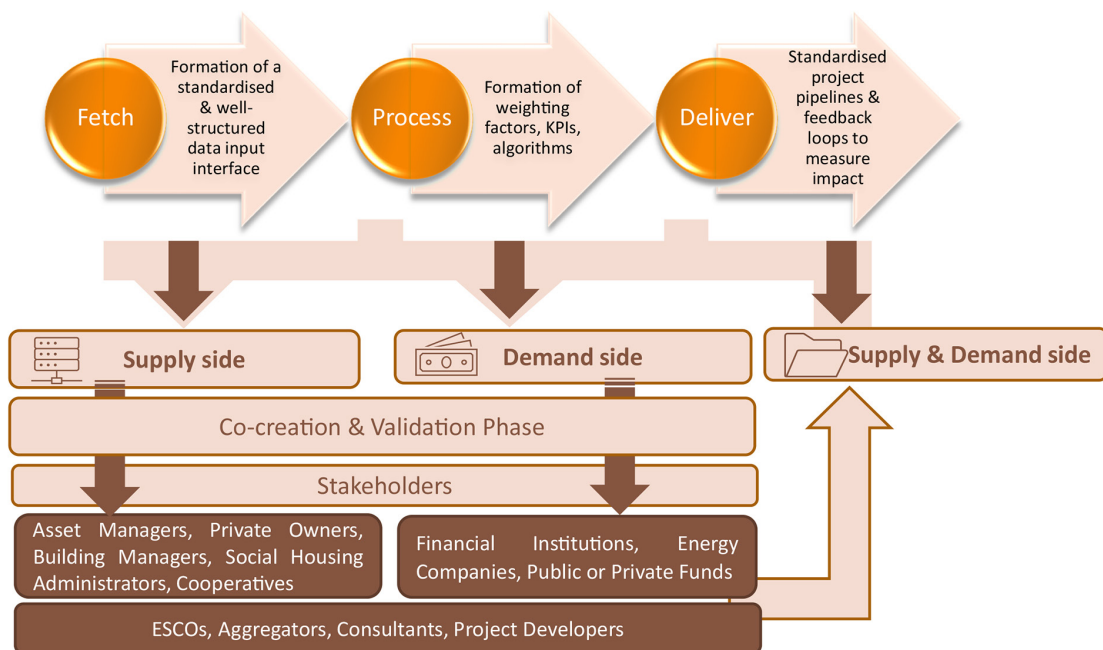 Fetch
Formation of a
standardised
& well-
structured
data input
interface
Process
Formation of
weighting
factors, KPIs,
algorithms
Deliver
Standardised
project
pipelines &
feedback
loops to
measure
impact
Supply side
Demand side
Supply & Demand side
Co-creation & Validation Phase
Stakeholders
Asset Managers, Private Owners,
Building Managers, Social Housing
Administrators, Cooperatives
Financial Institutions, Energy
Companies, Public or Private Funds
ESCOs, Aggregators, Consultants, Project Developers